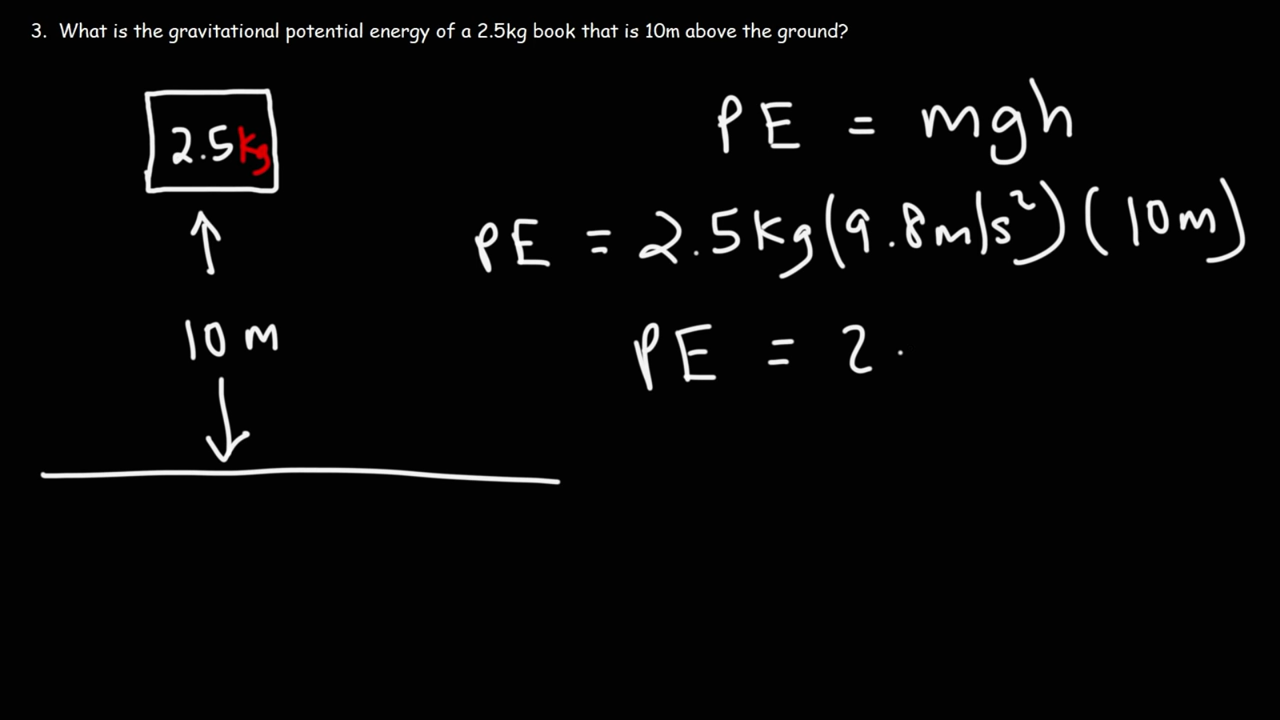 3. What is the gravitational potential energy of a 2.5kg book that is 10m above the ground?
2.5kg
PE = mgh
PE = 2.5kg(9.8m/s²)(10m)
10 m
PE = 2.